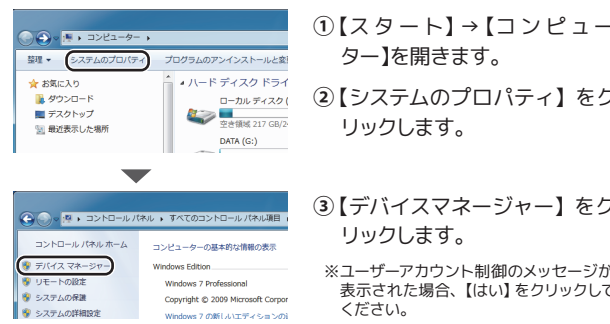 コンピューター
整理
システムのプロパティ
プログラムのアンインストールと変
お気に入り
ダウンロード
デスクトップ
最近表示した場所
ハード ディスク ドライ
ローカル ディスク (
空き領域 217 GB/2
DATA (G:)
①【スタート】→【コンピュー
ター】を開きます。
②【システムのプロパティ】をク
リックします。
コントロール パネル
すべてのコントロール パネル項目
コントロール パネル ホーム
デバイス マネージャー
リモートの設定
システムの保護
システムの詳細設定
コンピューターの基本的な情報の表示
Windows Edition
Windows 7 Professional
Copyright © 2009 Microsoft Corpor
Windows 7 の新しいエディションの
③【デバイスマネージャー】をク
リックします。
※ユーザーアカウント制御のメッセージが
表示された場合、【はい】をクリックして
ください。